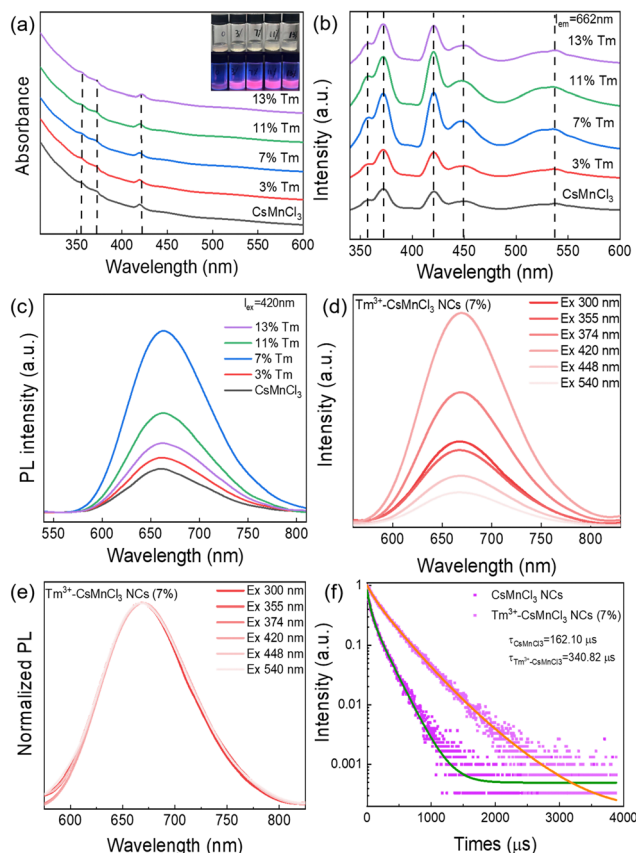 (a)
0 3/ 7/ 11/ 13/
13% Tm
11% Tm
7% Tm
3% Tm
CsMnCl3
Absorbance
350 400 450 500 550 600
Wavelength (nm)
(b)
lem=662nm
13% Tm
11% Tm
7% Tm
3% Tm
CsMnCl3
Intensity (a.u.)
350 400 450 500 550 600
Wavelength (nm)
(c)
lex=420nm
13% Tm
11% Tm
7% Tm
3% Tm
CsMnCl3
PL intensity (a.u.)
550 600 650 700 750 800
Wavelength (nm)
(d)
Tm3+-CsMnCl3 NCs (7%)
Ex 300 nm
Ex 355 nm
Ex 374 nm
Ex 420 nm
Ex 448 nm
Ex 540 nm
Intensity (a.u.)
600 650 700 750 800
Wavelength (nm)
(e)
Tm3+-CsMnCl3 NCs (7%)
Ex 300 nm
Ex 355 nm
Ex 374 nm
Ex 420 nm
Ex 448 nm
Ex 540 nm
Normalized PL
600 650 700 750 800
Wavelength (nm)
(f)
CsMnCl3 NCs
Tm3+-CsMnCl3 NCs (7%)
τCsMnCl3=162.10 μs
τTm3+-CsMnCl3=340.82 μs
Intensity (a.u.)
1
0.1
0.01
0.001
0 1000 2000 3000 4000
Times (μs)